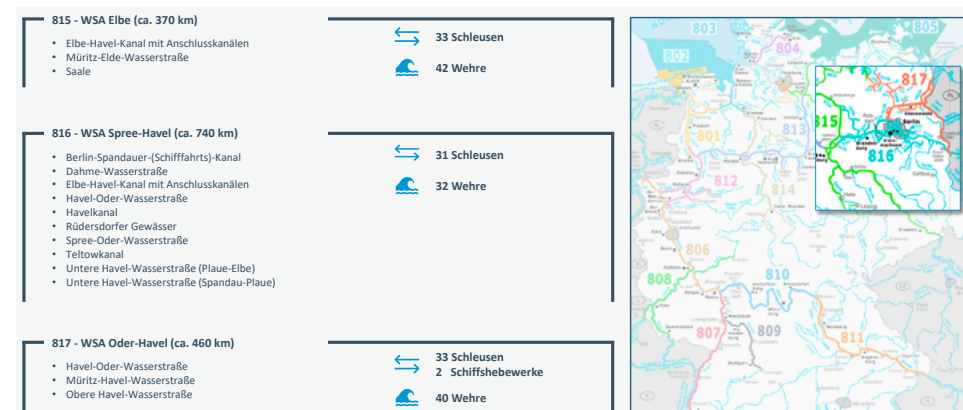 815 - WSA Elbe (ca. 370 km)
• Elbe-Havel-Kanal mit Anschlusskanälen
• Müritz-Elde-Wasserstraße
• Saale
33 Schleusen
42 Wehre
816 - WSA Spree-Havel (ca. 740 km)
• Berlin-Spandauer-(Schifffahrts)-Kanal
• Dahme-Wasserstraße
• Elbe-Havel-Kanal mit Anschlusskanälen
• Havel-Oder-Wasserstraße
• Havelkanal
• Rüdersdorfer Gewässer
• Spree-Oder-Wasserstraße
• Teltowkanal
• Untere Havel-Wasserstraße (Plaue-Elbe)
• Untere Havel-Wasserstraße (Spandau-Plaue)
31 Schleusen
32 Wehre
817 - WSA Oder-Havel (ca. 460 km)
• Havel-Oder-Wasserstraße
• Müritz-Havel-Wasserstraße
• Obere Havel-Wasserstraße
33 Schleusen
2 Schiffshebewerke
40 Wehre
803
805
804
802
817
815
Berlin
816
801
813
812
814
806
808
810
807
809
811